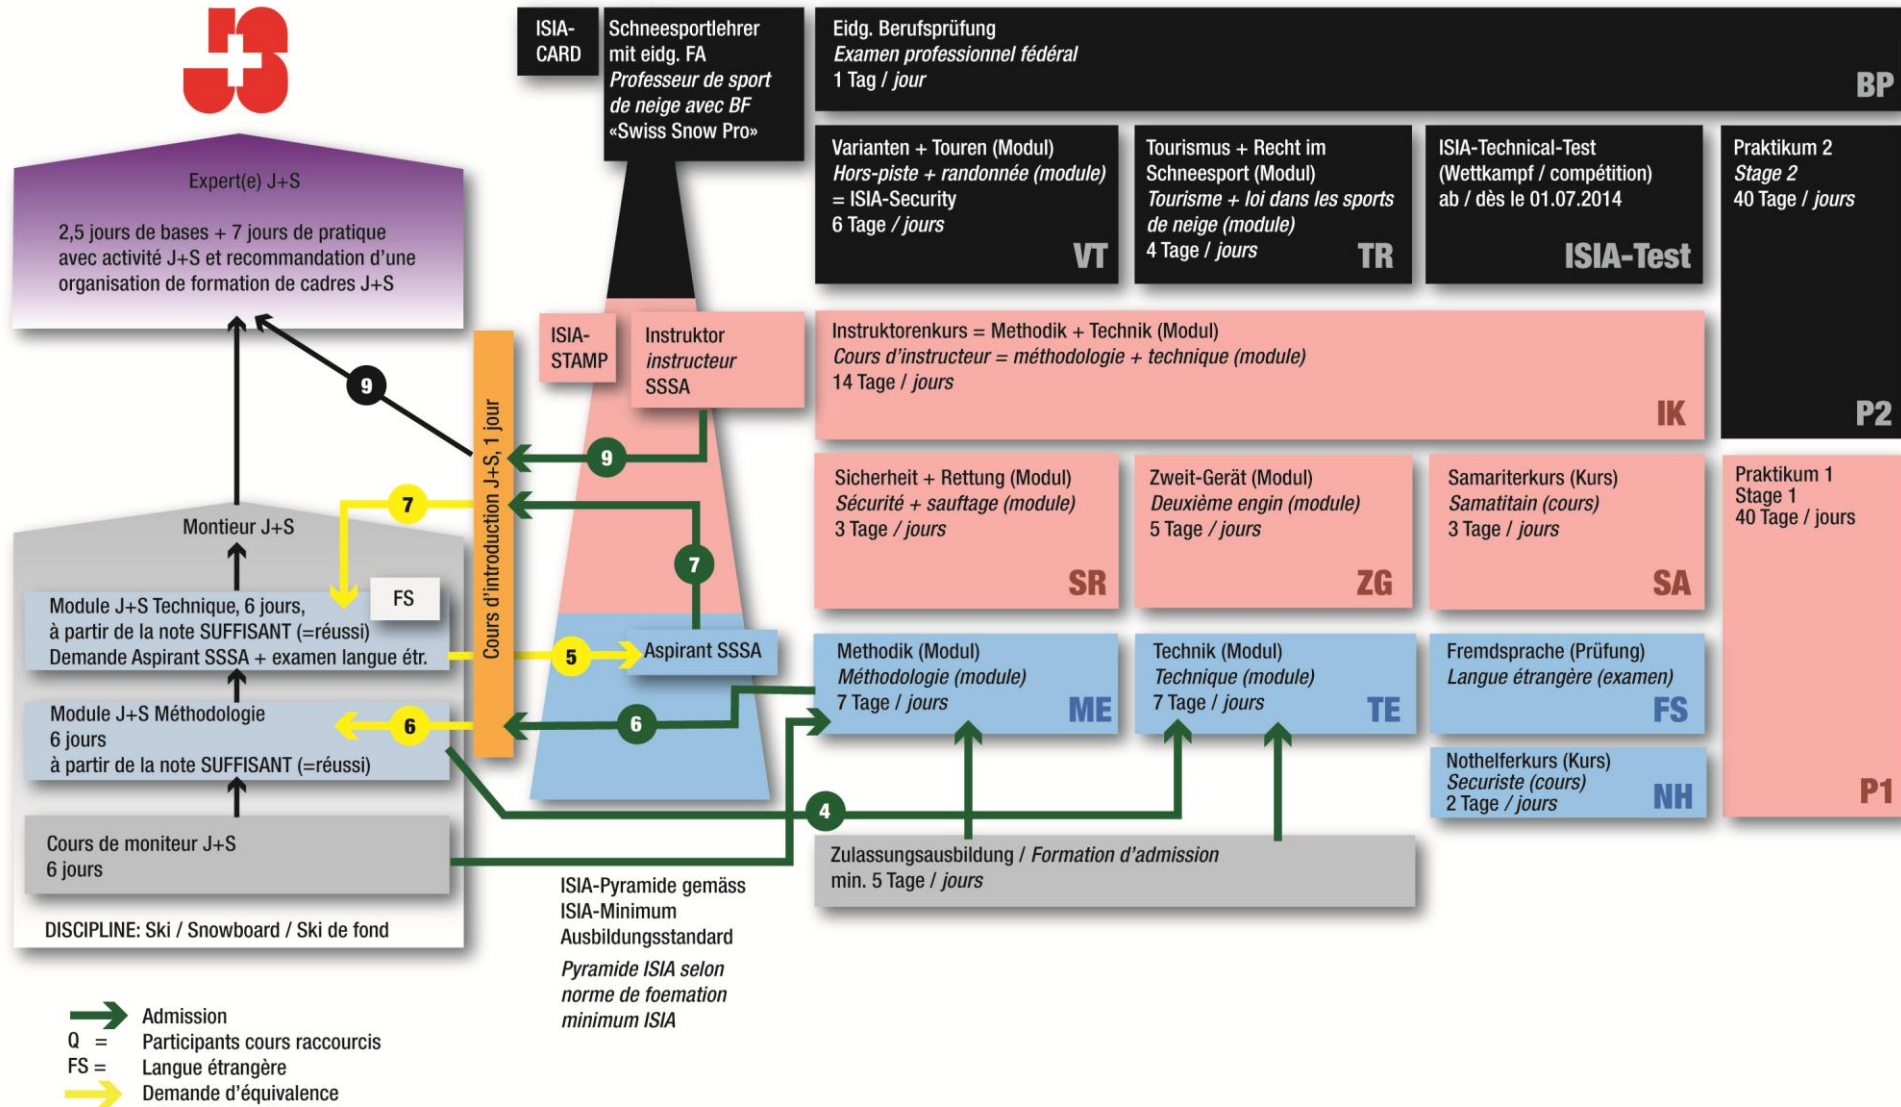 JS
Expert(e) J+S
2,5 jours de bases + 7 jours de pratique
avec activité J+S et recommandation d'une
organisation de formation de cadres J+S
9
7
Montieur J+S
FS
Module J+S Technique, 6 jours,
à partir de la note SUFFISANT (=réussi)
Demande Aspirant SSSA + examen langue étr.
Module J+S Méthodologie
6 jours
à partir de la note SUFFISANT (=réussi)
6
Cours de moniteur J+S
6 jours
DISCIPLINE: Ski / Snowboard / Ski de fond
Cours d'introduction J+S, 1 jour
ISIA-
CARD
Schneesportlehrer
mit eidg. FA
Professeur de sport
de neige avec BF
«Swiss Snow Pro»
ISIA-
STAMP
Instruktor
instructeur
SSSA
9
7
5
Aspirant SSSA
6
4
ISIA-Pyramide gemäss
ISIA-Minimum
Ausbildungsstandard
Pyramide ISIA selon
norme de foemation
minimum ISIA
Eidg. Berufsprüfung
Examen professionnel fédéral
1 Tag / jour
BP
Varianten + Touren (Modul)
Hors-piste + randonnée (module)
= ISIA-Security
6 Tage / jours
VT
Tourismus + Recht im
Schneesport (Modul)
Tourisme + loi dans les sports
de neige (module)
4 Tage / jours
TR
ISIA-Technical-Test
(Wettkampf / compétition)
ab / dès le 01.07.2014
ISIA-Test
Praktikum 2
Stage 2
40 Tage / jours
P2
Instruktorenkurs = Methodik + Technik (Modul)
Cours d'instructeur = méthodologie + technique (module)
14 Tage / jours
IK
Sicherheit + Rettung (Modul)
Sécurité + sauftage (module)
3 Tage / jours
SR
Zweit-Gerät (Modul)
Deuxième engin (module)
5 Tage / jours
ZG
Samariterkurs (Kurs)
Samatitain (cours)
3 Tage / jours
SA
Praktikum 1
Stage 1
40 Tage / jours
P1
Methodik (Modul)
Méthodologie (module)
7 Tage / jours
ME
Technik (Modul)
Technique (module)
7 Tage / jours
TE
Fremdsprache (Prüfung)
Langue étrangère (examen)
FS
Nothelferkurs (Kurs)
Securiste (cours)
2 Tage / jours
NH
Zulassungsausbildung / Formation d'admission
min. 5 Tage / jours
Admission
Q = Participants cours raccourcis
FS = Langue étrangère
Demande d'équivalence